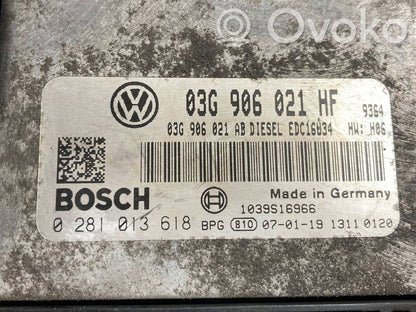 OVOKO
VW
03G 906 021 HF 9364
03G 906 021 AB DIESEL EDC16U34 HW: H06
BOSCH
Made in Germany
1039S16966
0 281 013 618 BPG 810 07-01-19 1311 0120